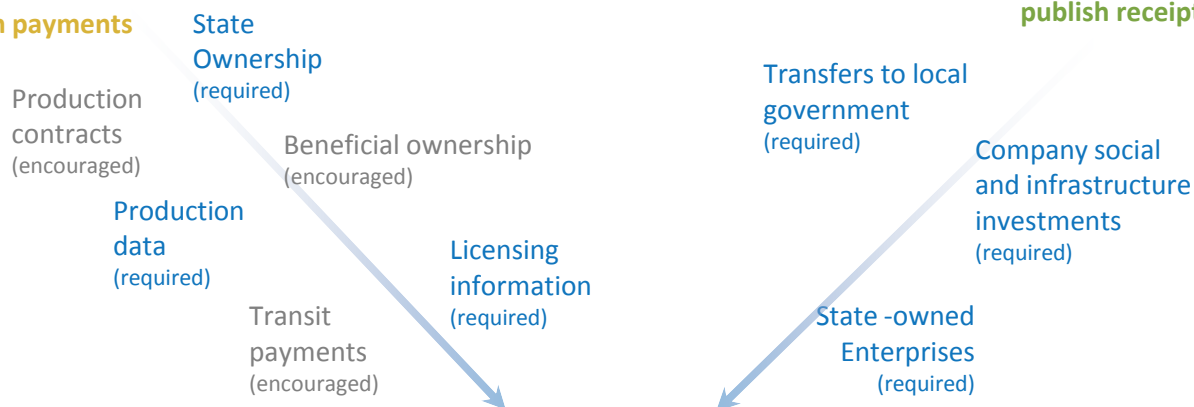 payments
publish
State
Ownership
(required)
Production
contracts
(encouraged)
Beneficial ownership
(encouraged)
Production
data
(required)
Licensing
information
(required)
Transit
payments
(encouraged)
Transfers to local
government
(required)
Company social
and infrastructure
investments
(required)
State -owned
Enterprises
(required)